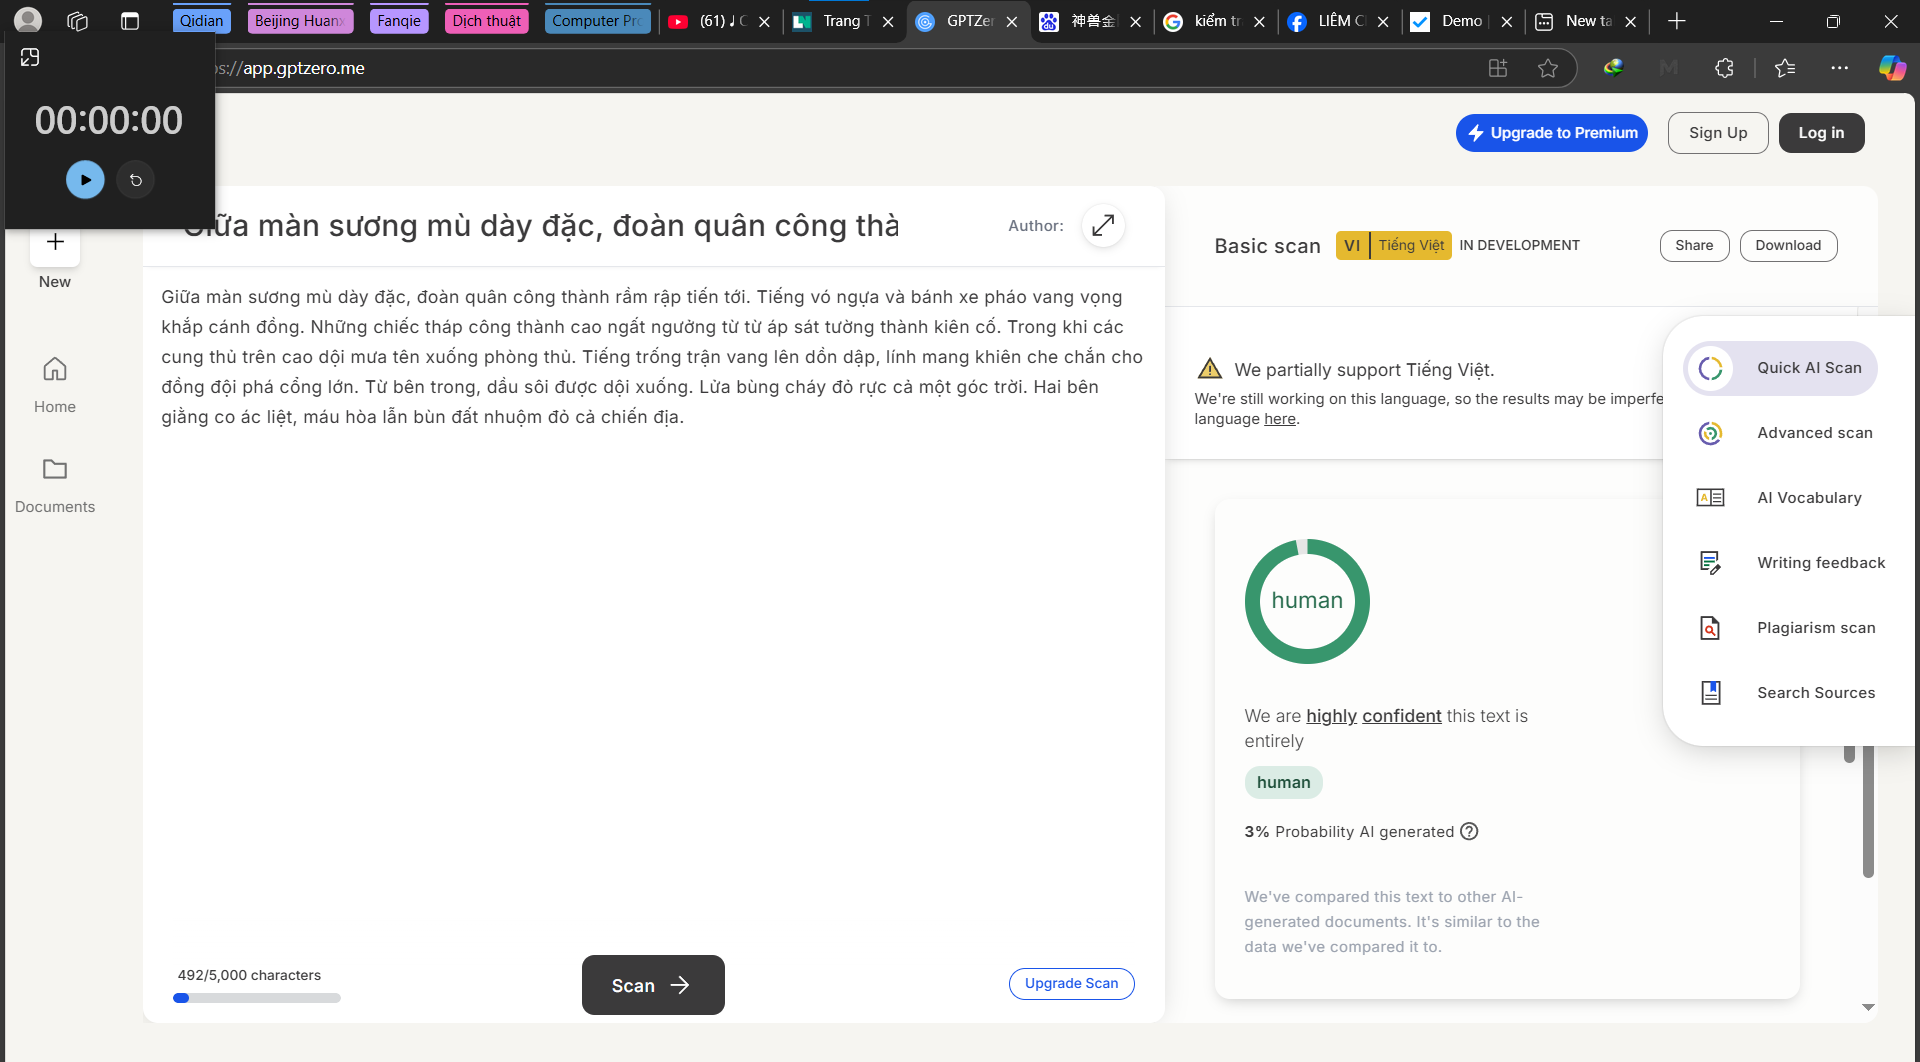 Qidian
Beijing Huanx
Fanqie
Dịch thuật
Computer Pro
(61)
Trang T
GPTZer
神兽金
kiểm tr
LIÊM C
Demo
New ta
s://app.gptzero.me
00:00:00
Upgrade to Premium
Sign Up
Log in
New
Home
Documents
Giữa màn sương mù dày đặc, đoàn quân công thà
Author:
Giữa màn sương mù dày đặc, đoàn quân công thành rầm rập tiến tới. Tiếng vó ngựa và bánh xe pháo vang vọng
khắp cánh đồng. Những chiếc tháp công thành cao ngất ngưởng từ từ áp sát tường thành kiên cố. Trong khi các
cung thủ trên cao dội mưa tên xuống phòng thủ. Tiếng trống trận vang lên dồn dập, lính mang khiên che chắn cho
đồng đội phá cổng lớn. Từ bên trong, dầu sôi được dội xuống. Lửa bùng cháy đỏ rực cả một góc trời. Hai bên
giằng co ác liệt, máu hòa lẫn bùn đất nhuộm đỏ cả chiến địa.
492/5,000 characters
Scan
Upgrade Scan
Basic scan
VI Tiếng Việt IN DEVELOPMENT
Share
Download
We partially support Tiếng Việt.
We're still working on this language, so the results may be imperfe
language here.
human
We are highly confident this text is
entirely
human
3% Probability AI generated
We've compared this text to other AI-
generated documents. It's similar to the
data we've compared it to.
Quick AI Scan
Advanced scan
AI Vocabulary
Writing feedback
Plagiarism scan
Search Sources